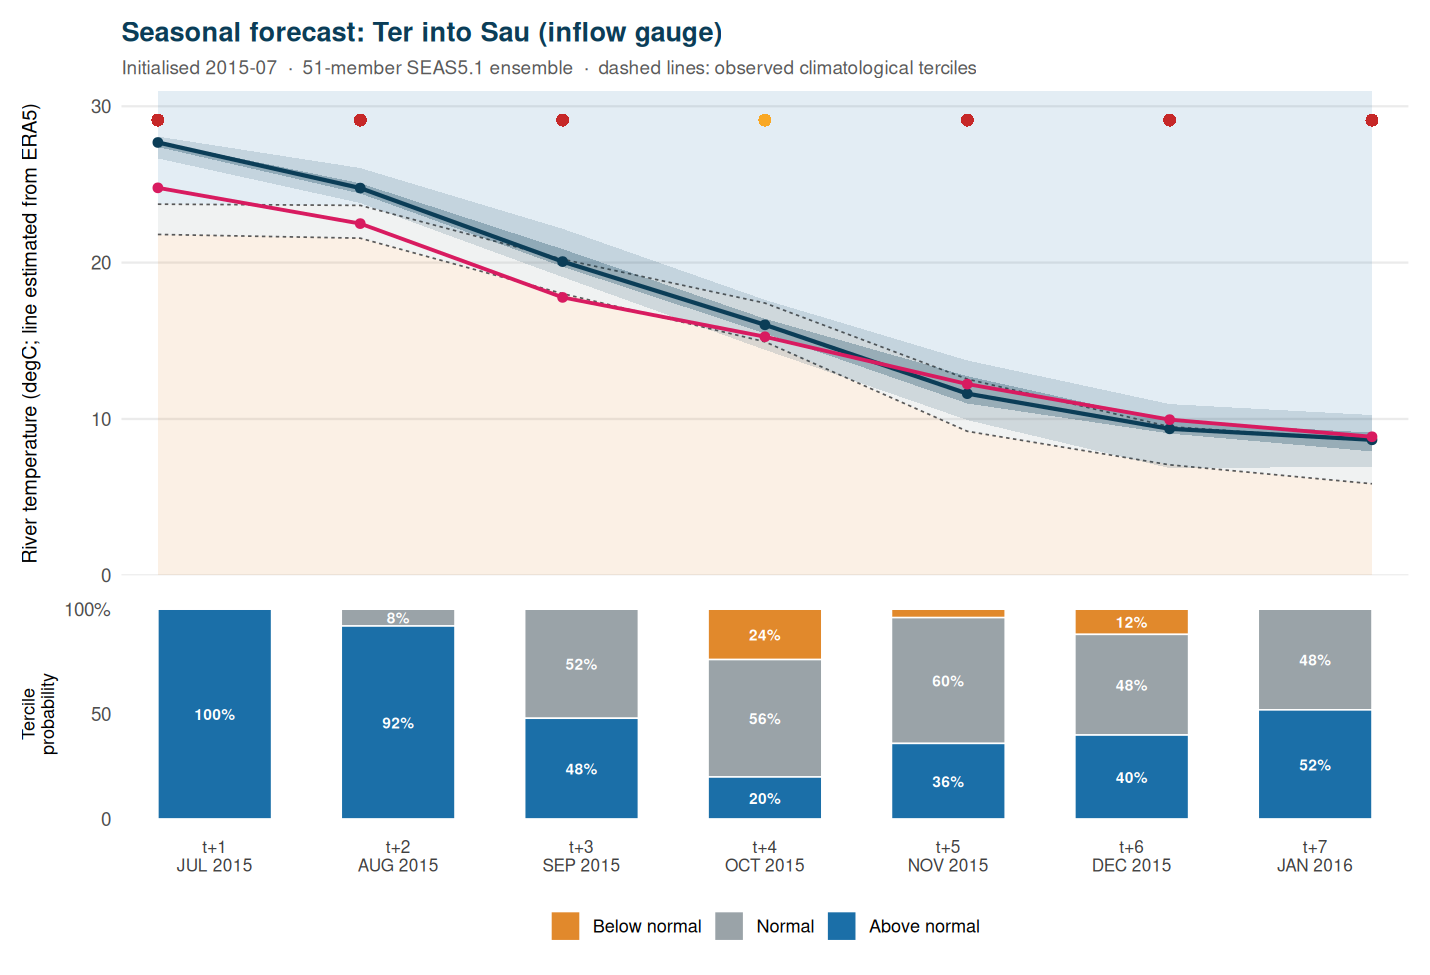 Seasonal forecast: Ter into Sau (inflow gauge)
Initialised 2015-07 · 51-member SEAS5.1 ensemble · dashed lines: observed climatological terciles
River temperature (degC; line estimated from ERA5)
30
20
10
0
Tercile
probability
100%
50
0
100%
8%
92%
52%
48%
24%
56%
20%
60%
36%
12%
48%
40%
48%
52%
t+1 t+2 t+3 t+4 t+5 t+6 t+7
JUL 2015 AUG 2015 SEP 2015 OCT 2015 NOV 2015 DEC 2015 JAN 2016
Below normal Normal Above normal